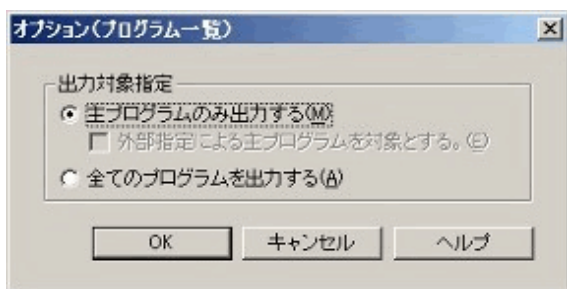 オプション(プログラム一覧)
出力対象指定
主プログラムのみ出力する(M)
外部指定による主プログラムを対象とする。(E)
全てのプログラムを出力する(A)
OK キャンセル ヘルプ